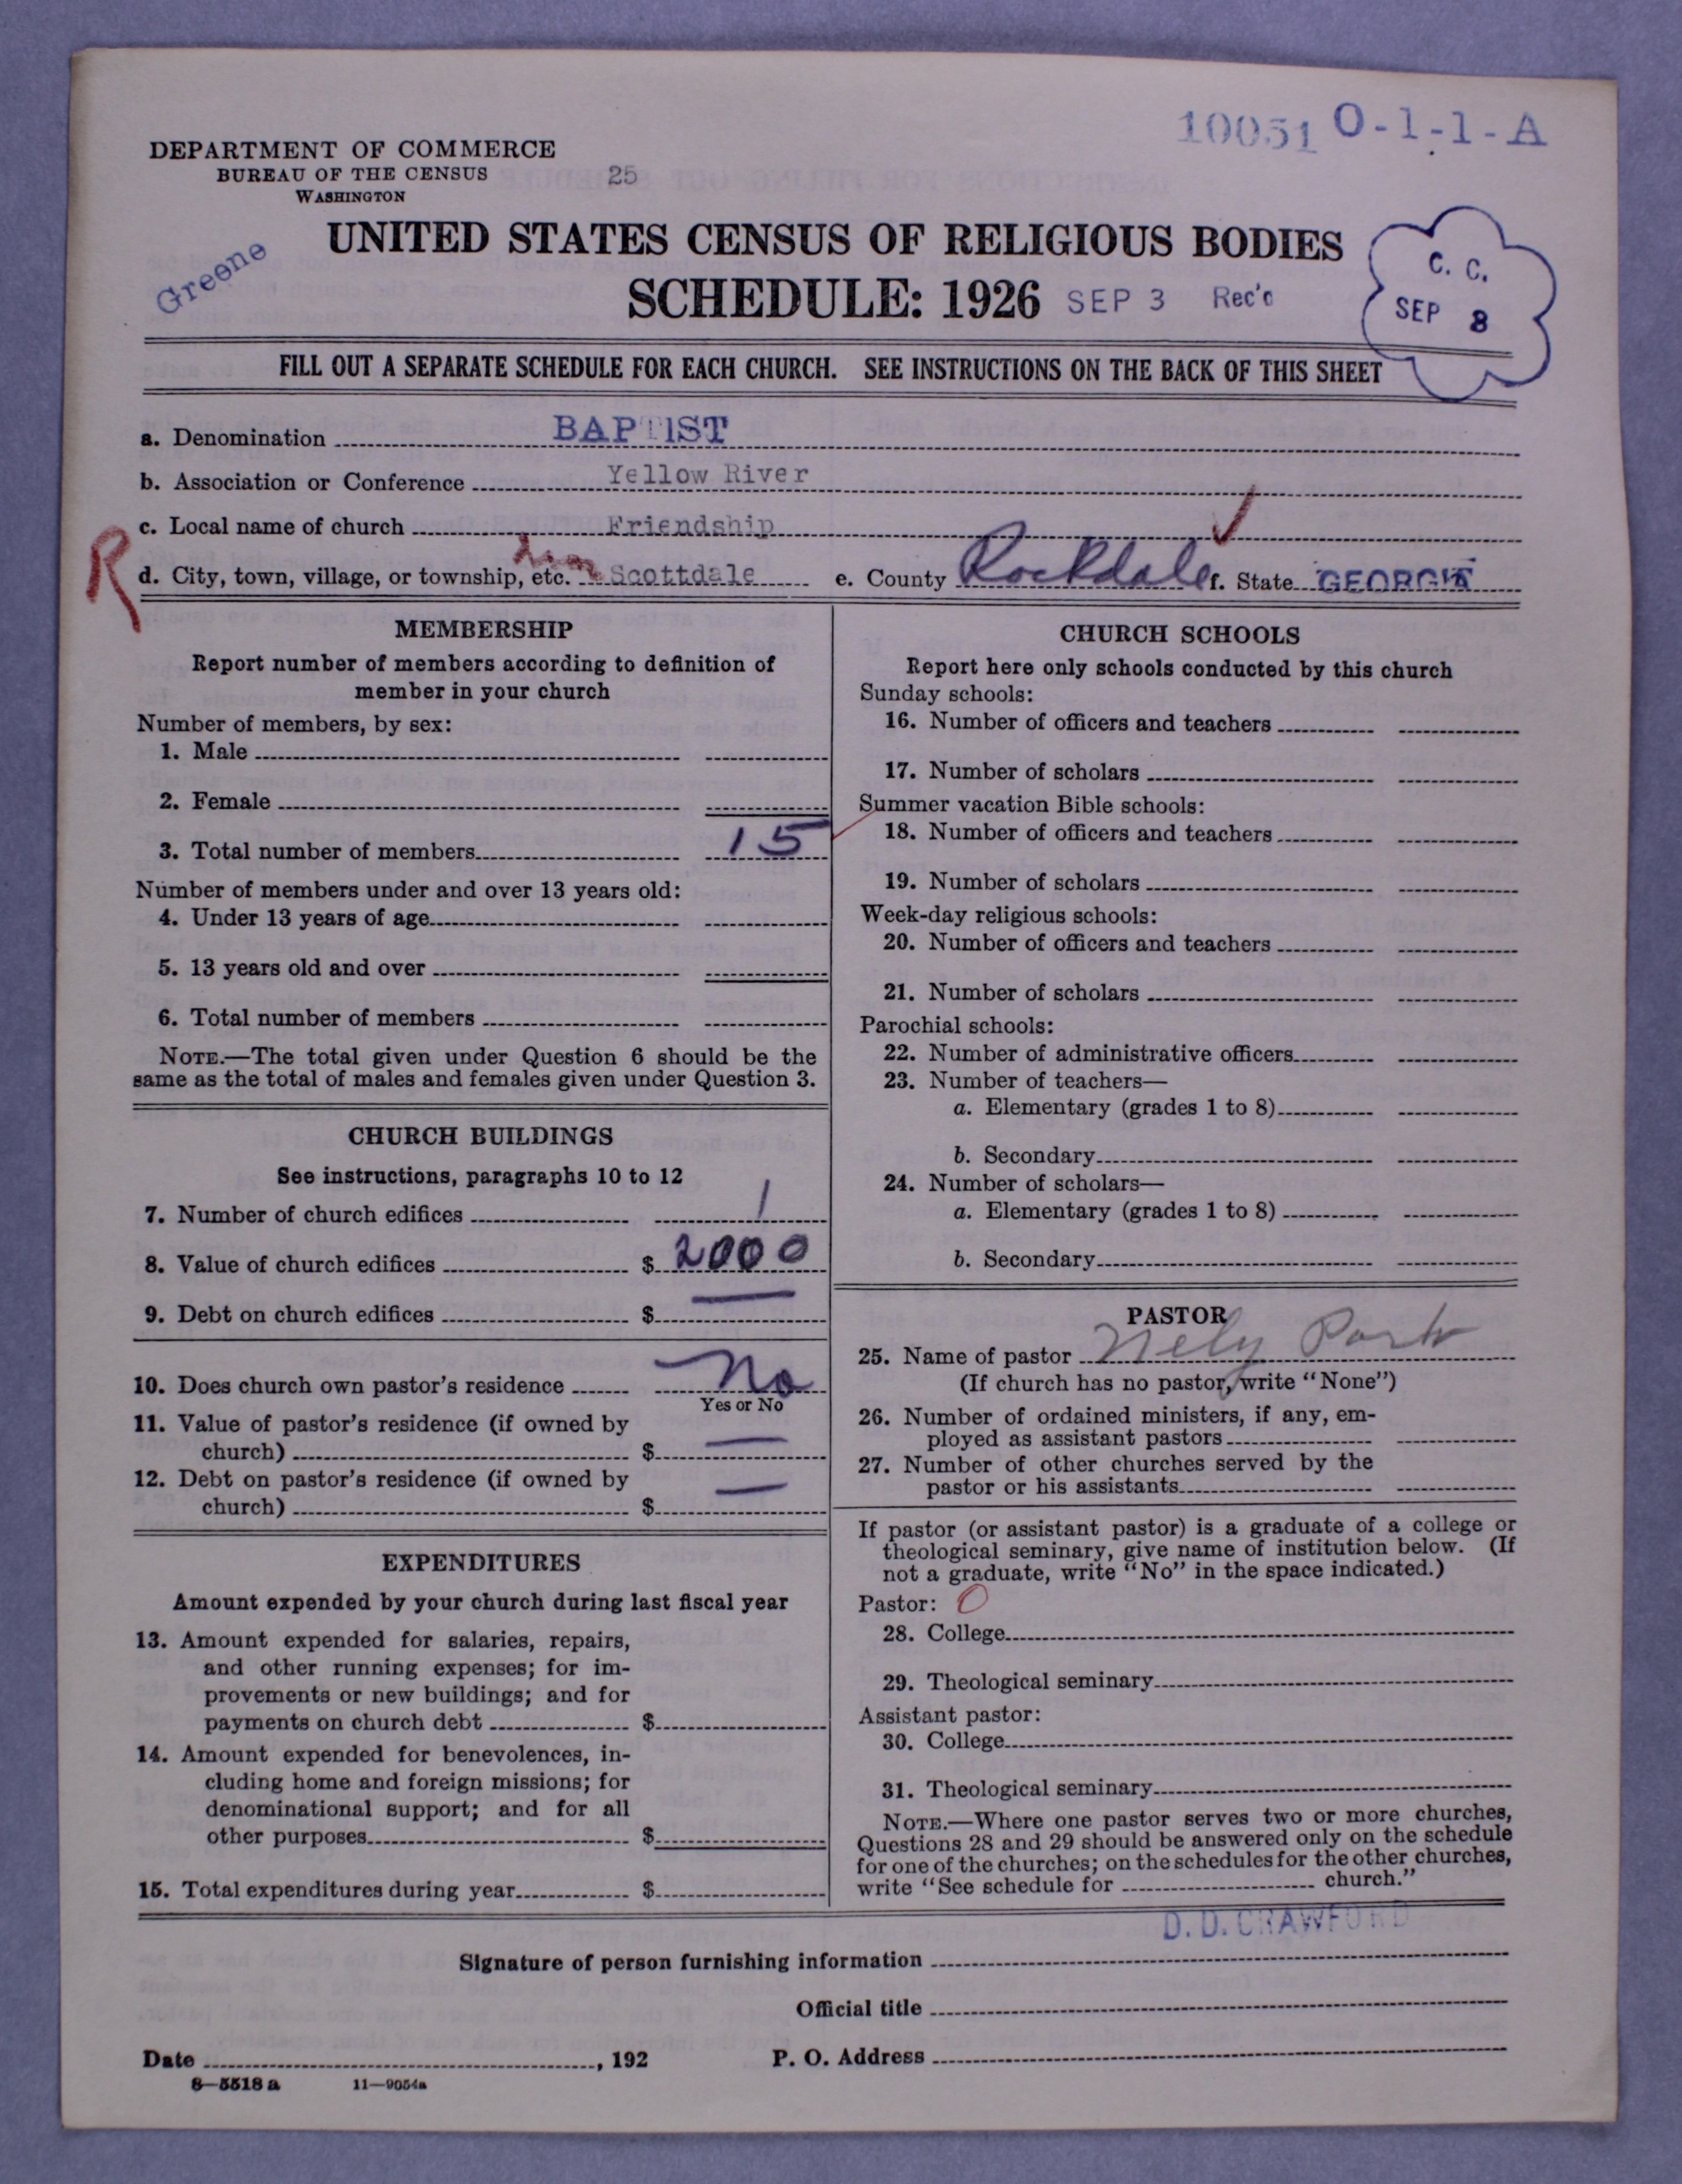 10051 O-1-1-A
DEPARTMENT OF COMMERCE
BUREAU OF THE CENSUS
WASHINGTON
25
Greene
UNITED STATES CENSUS OF RELIGIOUS BODIES
SCHEDULE: 1926 SEP 3 Rec'd
C. C.
SEP 8
FILL OUT A SEPARATE SCHEDULE FOR EACH CHURCH. SEE INSTRUCTIONS ON THE BACK OF THIS SHEET
a. Denomination BAPTIST
b. Association or Conference Yellow River
c. Local name of church Friendship
R
d. City, town, village, or township, etc. Scottdale e. County Rockdale f. State GEORGIA
MEMBERSHIP
Report number of members according to definition of
member in your church
Number of members, by sex:
1. Male
2. Female
3. Total number of members 15
Number of members under and over 13 years old:
4. Under 13 years of age
5. 13 years old and over
6. Total number of members
NOTE.—The total given under Question 6 should be the
same as the total of males and females given under Question 3.
CHURCH BUILDINGS
See instructions, paragraphs 10 to 12
7. Number of church edifices 1
8. Value of church edifices $ 2000
9. Debt on church edifices $ —
10. Does church own pastor's residence No
Yes or No
11. Value of pastor's residence (if owned by
church) $ —
12. Debt on pastor's residence (if owned by
church) $ —
EXPENDITURES
Amount expended by your church during last fiscal year
13. Amount expended for salaries, repairs,
and other running expenses; for im-
provements or new buildings; and for
payments on church debt $
14. Amount expended for benevolences, in-
cluding home and foreign missions; for
denominational support; and for all
other purposes $
15. Total expenditures during year $
CHURCH SCHOOLS
Report here only schools conducted by this church
Sunday schools:
16. Number of officers and teachers
17. Number of scholars
Summer vacation Bible schools:
18. Number of officers and teachers
19. Number of scholars
Week-day religious schools:
20. Number of officers and teachers
21. Number of scholars
Parochial schools:
22. Number of administrative officers
23. Number of teachers—
a. Elementary (grades 1 to 8)
b. Secondary
24. Number of scholars—
a. Elementary (grades 1 to 8)
b. Secondary
PASTOR
25. Name of pastor Nely Park
(If church has no pastor, write "None")
26. Number of ordained ministers, if any, em-
ployed as assistant pastors
27. Number of other churches served by the
pastor or his assistants
If pastor (or assistant pastor) is a graduate of a college or
theological seminary, give name of institution below. (If
not a graduate, write "No" in the space indicated.)
Pastor: 0
28. College
29. Theological seminary
Assistant pastor:
30. College
31. Theological seminary
NOTE.—Where one pastor serves two or more churches,
Questions 28 and 29 should be answered only on the schedule
for one of the churches; on the schedules for the other churches,
write "See schedule for church."
D. D. CRAWFORD
Signature of person furnishing information
Official title
Date , 192 P. O. Address
8—5518 a 11—9054a